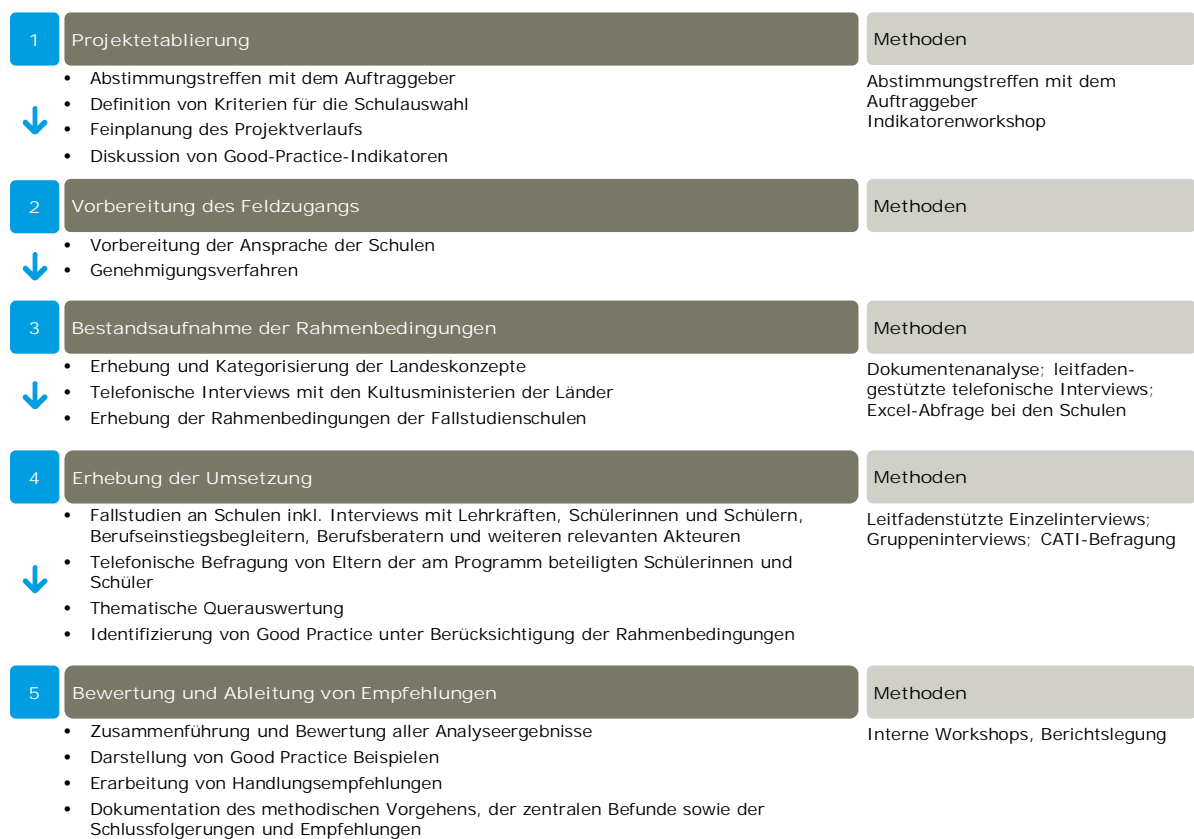 1 Projektetablierung Methoden
• Abstimmungstreffen mit dem Auftraggeber
• Definition von Kriterien für die Schulauswahl
• Feinplanung des Projektverlaufs
• Diskussion von Good-Practice-Indikatoren
Abstimmungstreffen mit dem
Auftraggeber
Indikatorenworkshop
2 Vorbereitung des Feldzugangs Methoden
• Vorbereitung der Ansprache der Schulen
• Genehmigungsverfahren
3 Bestandsaufnahme der Rahmenbedingungen Methoden
• Erhebung und Kategorisierung der Landeskonzepte
• Telefonische Interviews mit den Kultusministerien der Länder
• Erhebung der Rahmenbedingungen der Fallstudienschulen
Dokumentenanalyse; leitfaden-
gestützte telefonische Interviews;
Excel-Abfrage bei den Schulen
4 Erhebung der Umsetzung Methoden
• Fallstudien an Schulen inkl. Interviews mit Lehrkräften, Schülerinnen und Schülern,
Berufseinstiegsbegleitern, Berufsberatern und weiteren relevanten Akteuren
• Telefonische Befragung von Eltern der am Programm beteiligten Schülerinnen und
Schüler
• Thematische Querauswertung
• Identifizierung von Good Practice unter Berücksichtigung der Rahmenbedingungen
Leitfadenstützte Einzelinterviews;
Gruppeninterviews; CATI-Befragung
5 Bewertung und Ableitung von Empfehlungen Methoden
• Zusammenführung und Bewertung aller Analyseergebnisse
• Darstellung von Good Practice Beispielen
• Erarbeitung von Handlungsempfehlungen
• Dokumentation des methodischen Vorgehens, der zentralen Befunde sowie der
Schlussfolgerungen und Empfehlungen
Interne Workshops, Berichtslegung